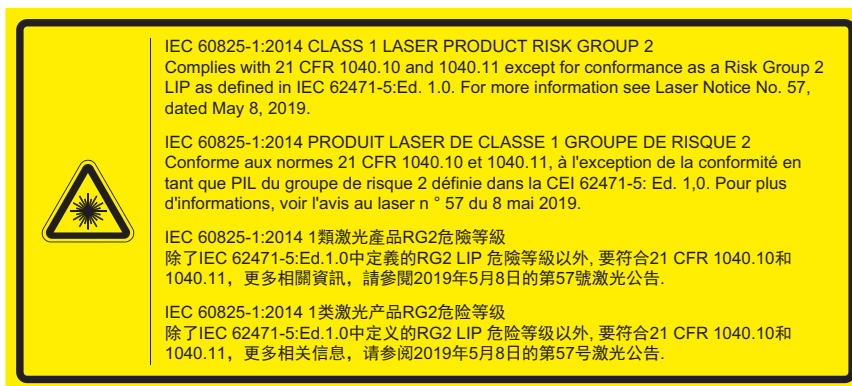 IEC 60825-1:2014 CLASS 1 LASER PRODUCT RISK GROUP 2
Complies with 21 CFR 1040.10 and 1040.11 except for conformance as a Risk Group 2
LIP as defined in IEC 62471-5:Ed. 1.0. For more information see Laser Notice No. 57,
dated May 8, 2019.
IEC 60825-1:2014 PRODUIT LASER DE CLASSE 1 GROUPE DE RISQUE 2
Conforme aux normes 21 CFR 1040.10 et 1040.11, à l'exception de la conformité en
tant que PIL du groupe de risque 2 définie dans la CEI 62471-5: Ed. 1,0. Pour plus
d'informations, voir l'avis au laser n ° 57 du 8 mai 2019.
IEC 60825-1:2014 1類激光產品RG2危險等級
除了IEC 62471-5:Ed.1.0中定義的RG2 LIP 危險等級以外, 要符合21 CFR 1040.10和
1040.11，更多相關資訊，請參閱2019年5月8日的第57號激光公告.
IEC 60825-1:2014 1类激光产品RG2危险等级
除了IEC 62471-5:Ed.1.0中定义的RG2 LIP 危险等级以外, 要符合21 CFR 1040.10和
1040.11，更多相关信息，请参阅2019年5月8日的第57号激光公告.